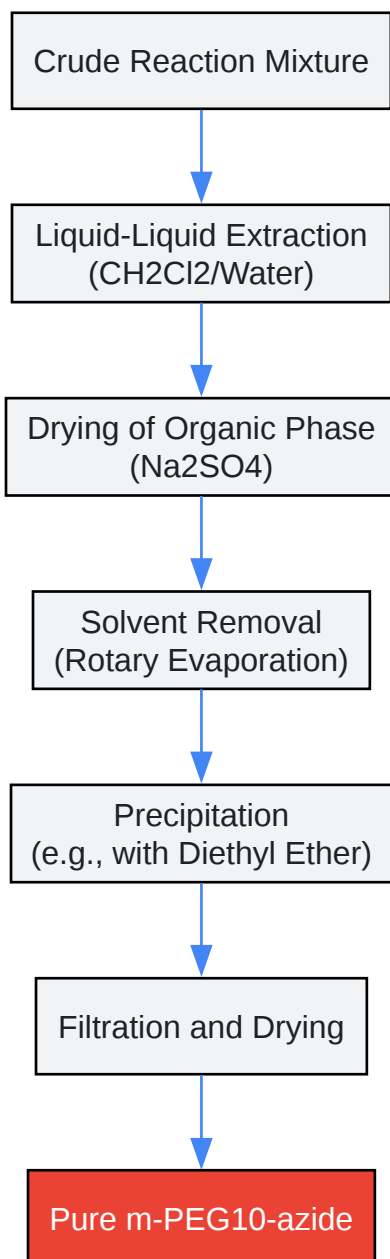 Crude Reaction Mixture
Liquid-Liquid Extraction
(CH2Cl2/Water)
Drying of Organic Phase
(Na2SO4)
Solvent Removal
(Rotary Evaporation)
Precipitation
(e.g., with Diethyl Ether)
Filtration and Drying
Pure m-PEG10-azide